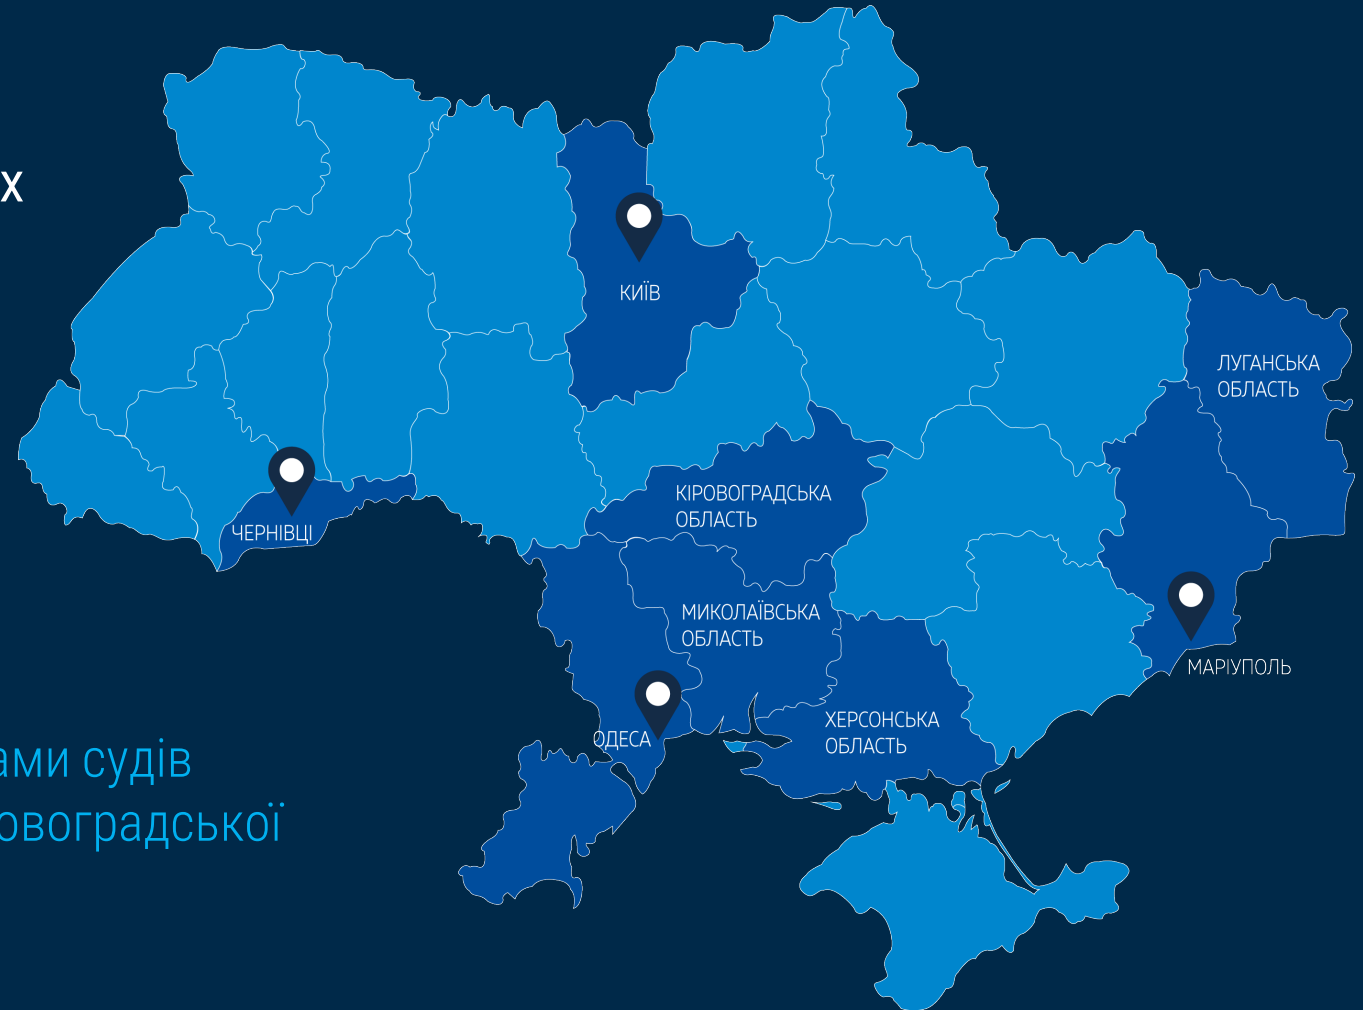 х
КИЇВ
ЛУГАНСЬКА
ОБЛАСТЬ
КІРОВОГРАДСЬКА
ОБЛАСТЬ
ЧЕРНІВЦІ
МИКОЛАЇВСЬКА
ОБЛАСТЬ
МАРІУПОЛЬ
ХЕРСОНСЬКА
ОБЛАСТЬ
ОДЕСА
ами судів
овоградської